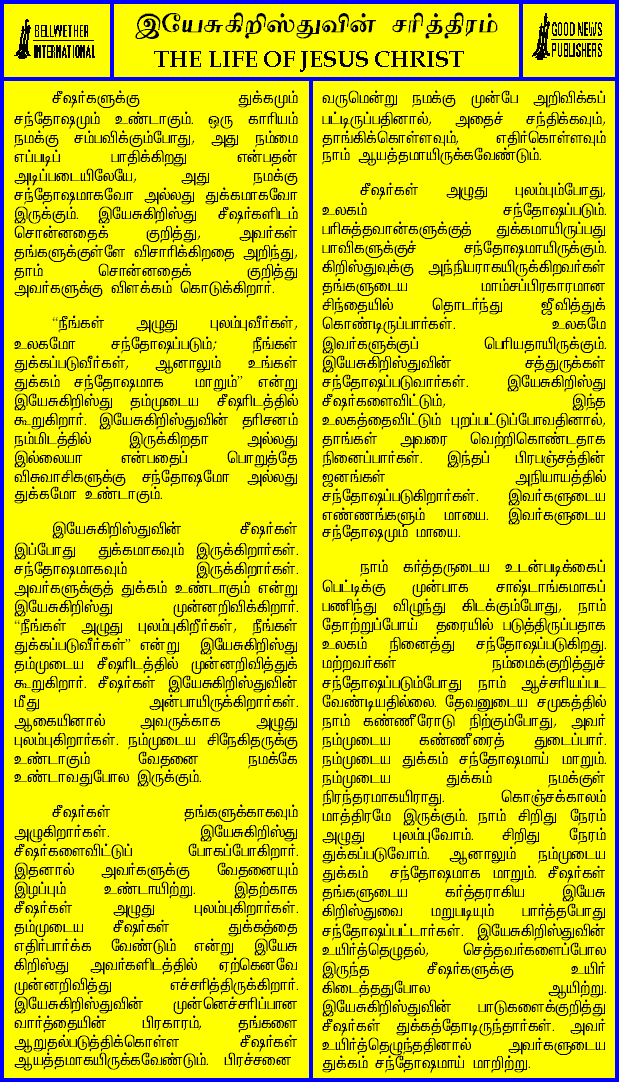 BELLWETHER
INTERNATIONAL
இயேசுகிறிஸ்துவின் சரித்திரம்
THE LIFE OF JESUS CHRIST
GOOD NEWS
PUBLISHERS
சீஷர்களுக்கு துக்கமும்
சந்தோஷமும் உண்டாகும். ஒரு காரியம்
நமக்கு சம்பவிக்கும்போது, அது நம்மை
எப்படிப் பாதிக்கிறது என்பதன்
அடிப்படையிலேயே, அது நமக்கு
சந்தோஷமாகவோ அல்லது துக்கமாகவோ
இருக்கும். இயேசுகிறிஸ்து சீஷர்களிடம்
சொன்னதைக் குறித்து, அவர்கள்
தங்களுக்குள்ளே விசாரிக்கிறதை அறிந்து,
தாம் சொன்னதைக் குறித்து
அவர்களுக்கு விளக்கம் கொடுக்கிறார்.
“நீங்கள் அழுது புலம்புவீர்கள்,
உலகமோ சந்தோஷப்படும்; நீங்கள்
துக்கப்படுவீர்கள், ஆனாலும் உங்கள்
துக்கம் சந்தோஷமாக மாறும்” என்று
இயேசுகிறிஸ்து தம்முடைய சீஷரிடத்தில்
கூறுகிறார். இயேசுகிறிஸ்துவின் தரிசனம்
நம்மிடத்தில் இருக்கிறதா அல்லது
இல்லையா என்பதைப் பொறுத்தே
விசுவாசிகளுக்கு சந்தோஷமோ அல்லது
துக்கமோ உண்டாகும்.
இயேசுகிறிஸ்துவின் சீஷர்கள்
இப்போது துக்கமாகவும் இருக்கிறார்கள்.
சந்தோஷமாகவும் இருக்கிறார்கள்.
அவர்களுக்குத் துக்கம் உண்டாகும் என்று
இயேசுகிறிஸ்து முன்னறிவிக்கிறார்.
“நீங்கள் அழுது புலம்புகிறீர்கள், நீங்கள்
துக்கப்படுவீர்கள்” என்று இயேசுகிறிஸ்து
தம்முடைய சீஷரிடத்தில் முன்னறிவித்துக்
கூறுகிறார். சீஷர்கள் இயேசுகிறிஸ்துவின்
மீது அன்பாயிருக்கிறார்கள்.
ஆகையினால் அவருக்காக அழுது
புலம்புகிறார்கள். நம்முடைய சிநேகிதருக்கு
உண்டாகும் வேதனை நமக்கே
உண்டாவதுபோல இருக்கும்.
சீஷர்கள் தங்களுக்காகவும்
அழுகிறார்கள். இயேசுகிறிஸ்து
சீஷர்களைவிட்டுப் போகப்போகிறார்.
இதனால் அவர்களுக்கு வேதனையும்
இழப்பும் உண்டாயிற்று. இதற்காக
சீஷர்கள் அழுது புலம்புகிறார்கள்.
தம்முடைய சீஷர்கள் துக்கத்தை
எதிர்பார்க்க வேண்டும் என்று இயேசு
கிறிஸ்து அவர்களிடத்தில் ஏற்கெனவே
முன்னறிவித்து எச்சரித்திருக்கிறார்.
இயேசுகிறிஸ்துவின் முன்னெச்சரிப்பான
வார்த்தையின் பிரகாரம், தங்களை
ஆறுதல்படுத்திக்கொள்ள சீஷர்கள்
ஆயத்தமாகயிருக்கவேண்டும். பிரச்சனை
வருமென்று நமக்கு முன்பே அறிவிக்கப்
பட்டிருப்பதினால், அதைச் சந்திக்கவும்,
தாங்கிக்கொள்ளவும், எதிர்கொள்ளவும்
நாம் ஆயத்தமாயிருக்கவேண்டும்.
சீஷர்கள் அழுது புலம்பும்போது,
உலகம் சந்தோஷப்படும்.
பரிசுத்தவான்களுக்குத் துக்கமாயிருப்பது
பாவிகளுக்குச் சந்தோஷமாயிருக்கும்.
கிறிஸ்துவுக்கு அந்நியராகயிருக்கிறவர்கள்
தங்களுடைய மாம்சப்பிரகாரமான
சிந்தையில் தொடர்ந்து ஜீவித்துக்
கொண்டிருப்பார்கள். உலகமே
இவர்களுக்குப் பெரியதாயிருக்கும்.
இயேசுகிறிஸ்துவின் சத்துருக்கள்
சந்தோஷப்படுவார்கள். இயேசுகிறிஸ்து
சீஷர்களைவிட்டும், இந்த
உலகத்தைவிட்டும் புறப்பட்டுப்போவதினால்,
தாங்கள் அவரை வெற்றிகொண்டதாக
நினைப்பார்கள். இந்தப் பிரபஞ்சத்தின்
ஜனங்கள் அநியாயத்தில்
சந்தோஷப்படுகிறார்கள். இவர்களுடைய
எண்ணங்களும் மாயை. இவர்களுடைய
சந்தோஷமும் மாயை.
நாம் கர்த்தருடைய உடன்படிக்கைப்
பெட்டிக்கு முன்பாக சாஷ்டாங்கமாகப்
பணிந்து விழுந்து கிடக்கும்போது, நாம்
தோற்றுப்போய் தரையில் படுத்திருப்பதாக
உலகம் நினைத்து சந்தோஷப்படுகிறது.
மற்றவர்கள் நம்மைக்குறித்துச்
சந்தோஷப்படும்போது நாம் ஆச்சரியப்பட
வேண்டியதில்லை. தேவனுடைய சமுகத்தில்
நாம் கண்ணீரோடு நிற்கும்போது, அவர்
நம்முடைய கண்ணீரைத் துடைப்பார்.
நம்முடைய துக்கம் சந்தோஷமாய் மாறும்.
நம்முடைய துக்கம் நமக்குள்
நிரந்தரமாகயிராது. கொஞ்சக்காலம்
மாத்திரமே இருக்கும். நாம் சிறிது நேரம்
அழுது புலம்புவோம். சிறிது நேரம்
துக்கப்படுவோம். ஆனாலும் நம்முடைய
துக்கம் சந்தோஷமாக மாறும். சீஷர்கள்
தங்களுடைய கர்த்தராகிய இயேசு
கிறிஸ்துவை மறுபடியும் பார்த்தபோது
சந்தோஷப்பட்டார்கள். இயேசுகிறிஸ்துவின்
உயிர்த்தெழுதல், செத்தவர்களைப்போல
இருந்த சீஷர்களுக்கு உயிர்
கிடைத்ததுபோல ஆயிற்று.
இயேசுகிறிஸ்துவின் பாடுகளைக்குறித்து
சீஷர்கள் துக்கத்தோடிருந்தார்கள். அவர்
உயிர்த்தெழுந்ததினால் அவர்களுடைய
துக்கம் சந்தோஷமாய் மாறிற்று.